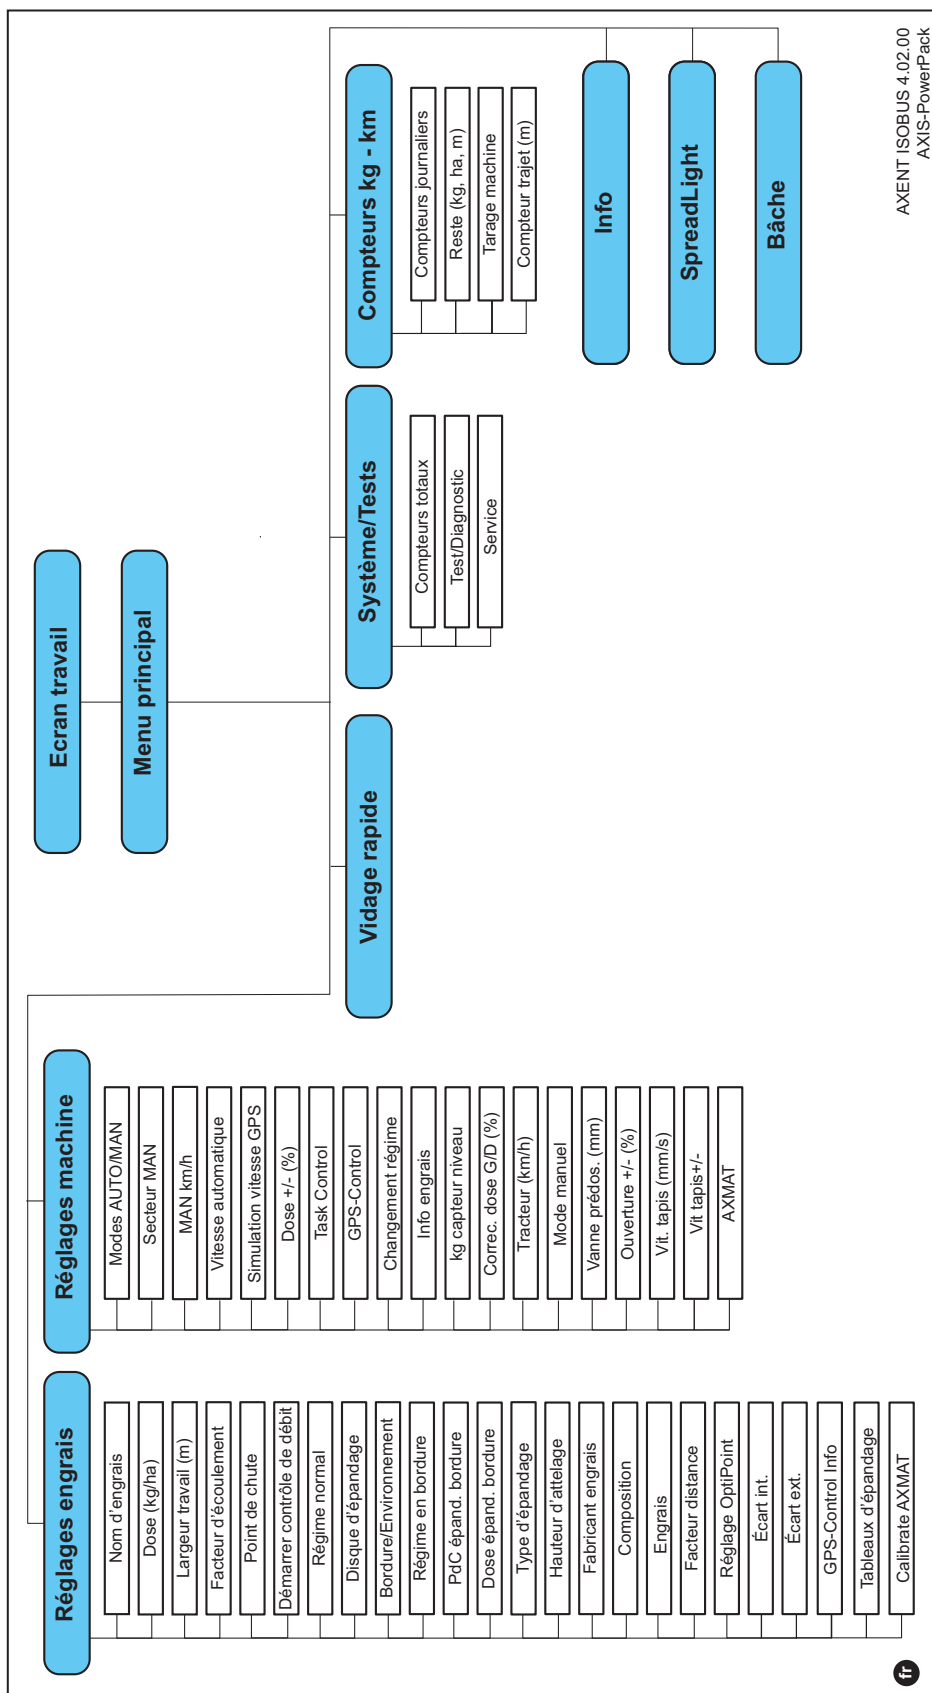 Ecran travail
Menu principal
Réglages engrais
Nom d'engrais
Dose (kg/ha)
Largeur travail (m)
Facteur d'écoulement
Point de chute
Démarrer contrôle de débit
Régime normal
Disque d'épandage
Bordure/Environnement
Régime en bordure
PdC épand. bordure
Dose épand. bordure
Type d'épandage
Hauteur d'attelage
Fabricant engrais
Composition
Engrais
Facteur distance
Réglage OptiPoint
Écart int.
Écart ext.
GPS-Control Info
Tableaux d'épandage
Calibrate AXMAT
Réglages machine
Modes AUTO/MAN
Secteur MAN
MAN km/h
Vitesse automatique
Simulation vitesse GPS
Dose +/- (%)
Task Control
GPS-Control
Changement régime
Info engrais
kg capteur niveau
Correc. dose G/D (%)
Tracteur (km/h)
Mode manuel
Vanne prédos. (mm)
Ouverture +/- (%)
Vit. tapis (mm/s)
Vit tapis+/-
AXMAT
Vidage rapide
Système/Tests
Compteurs totaux
Test/Diagnostic
Service
Compteurs kg - km
Compteurs journaliers
Reste (kg, ha, m)
Tarage machine
Compteur trajet (m)
Info
SpreadLight
Bâche
fr
AXENT ISOBUS 4.02.00
AXIS-PowerPack